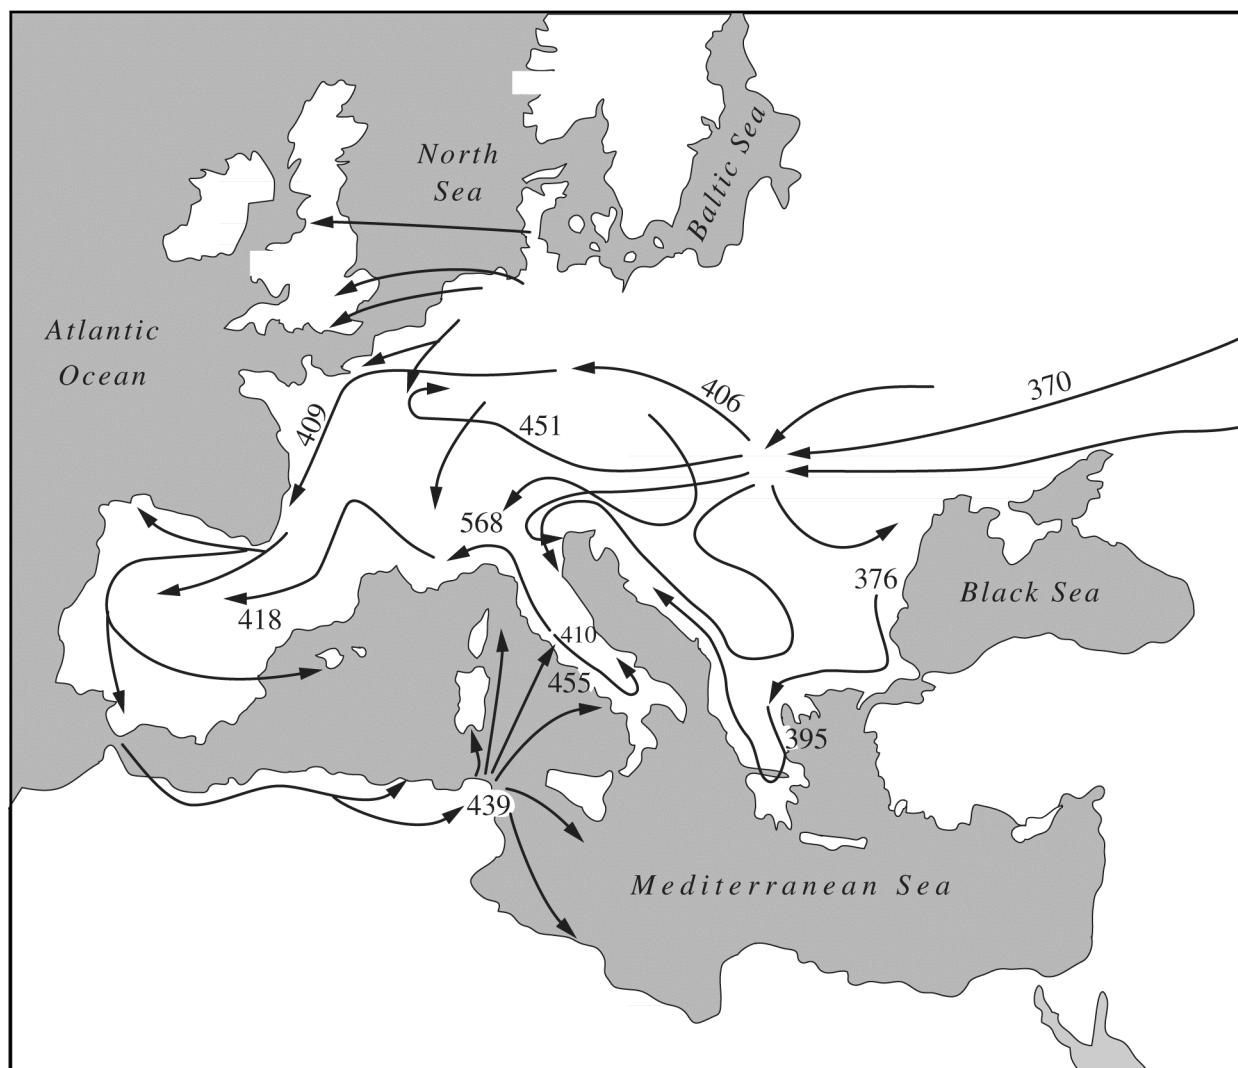 North
Sea
Baltic Sea
Atlantic
Ocean
370
406
409
451
568
376
Black Sea
418
410
455
395
439
Mediterranean Sea